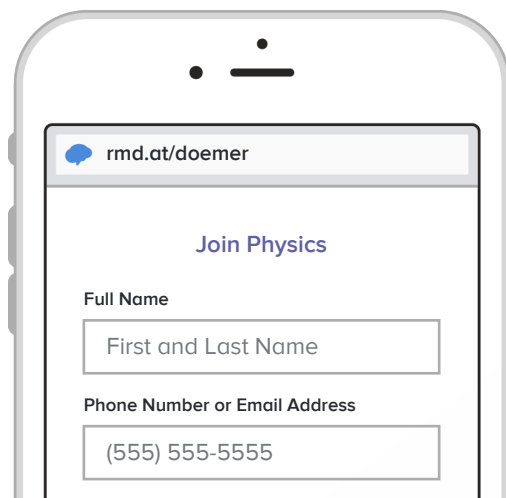 rmd.at/doemer
Join Physics
Full Name
First and Last Name
Phone Number or Email Address
(555) 555-5555